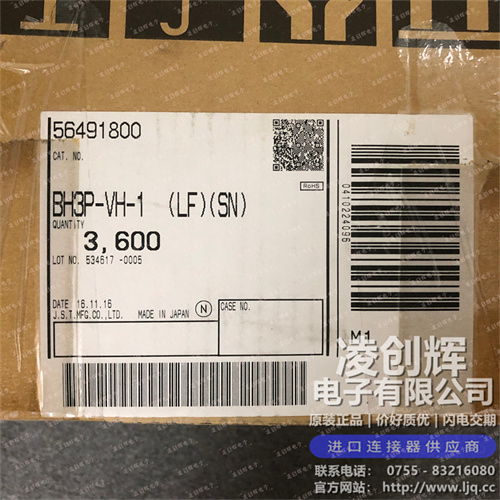 56491800
CAT. NO.
RoHS
BH3P-VH-1 (LF)(SN)
QUANTITY
3,600
LOT NO. 534617 -0005
0410224096
DATE 16.11.16
J.S.T.MFG.CO.,LTD. MADE IN JAPAN N
CASE NO.
M1
凌创辉
电子有限公司
原装正品|价好质优|闪电交期
进口连接器供应商
联系电话: 0755 - 83216080
官方网站: http://www.ljq.cc